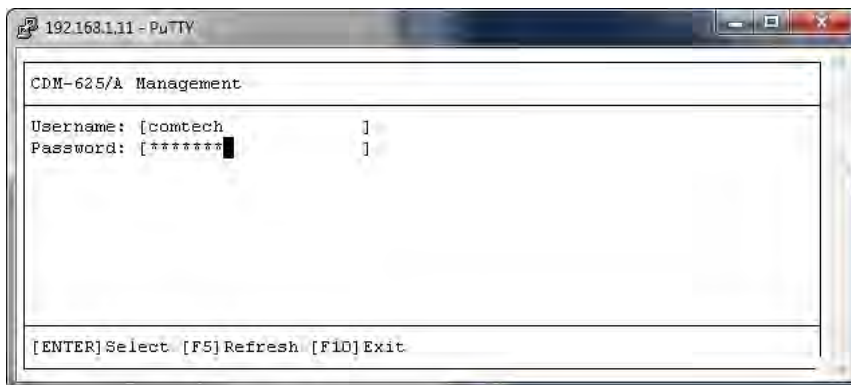 192.168.1.11 - PuTTY
CDM-625/A Management
Username: [comtech ]
Password: [******* ]
[ENTER]Select [F5]Refresh [F10]Exit